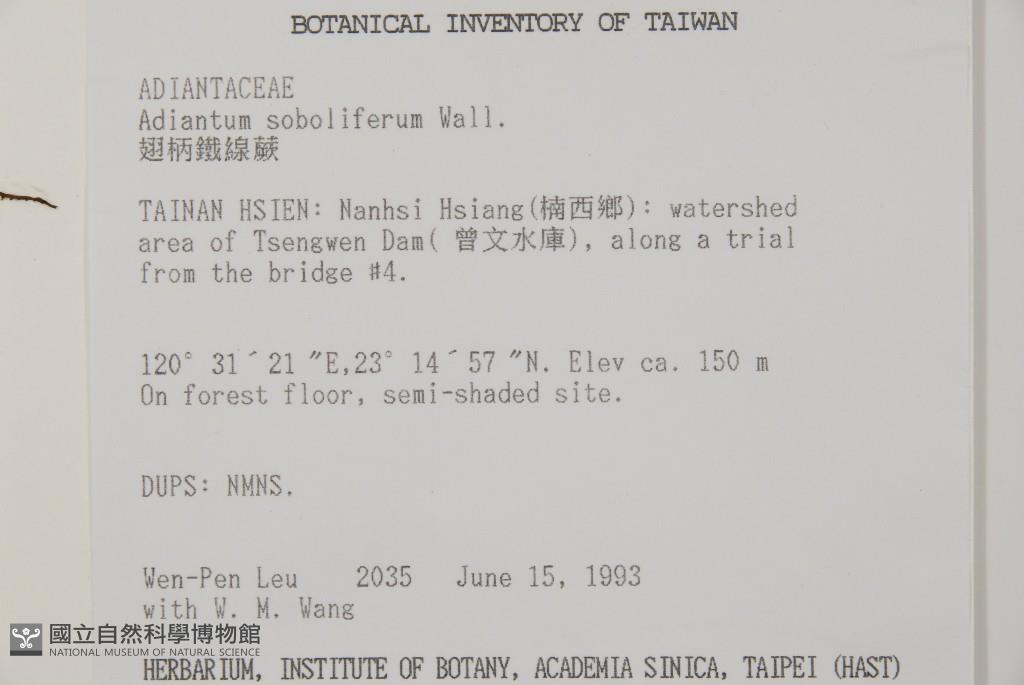 BOTANICAL INVENTORY OF TAIWAN
ADIANTACEAE
Adiantum soboliferum Wall.
翅柄鐵線蕨
TAINAN HSIEN: Nanhsi Hsiang(楠西鄉): watershed
area of Tsengwen Dam( 曾文水庫), along a trial
from the bridge #4.
120° 31´ 21 ″E,23° 14´ 57 ″N. Elev ca. 150 m
On forest floor, semi-shaded site.
DUPS: NMNS.
Wen-Pen Leu 2035 June 15, 1993
with W. M. Wang
國立自然科學博物館
NATIONAL MUSEUM OF NATURAL SCIENCE
HERBARIUM, INSTITUTE OF BOTANY, ACADEMIA SINICA, TAIPEI (HAST)